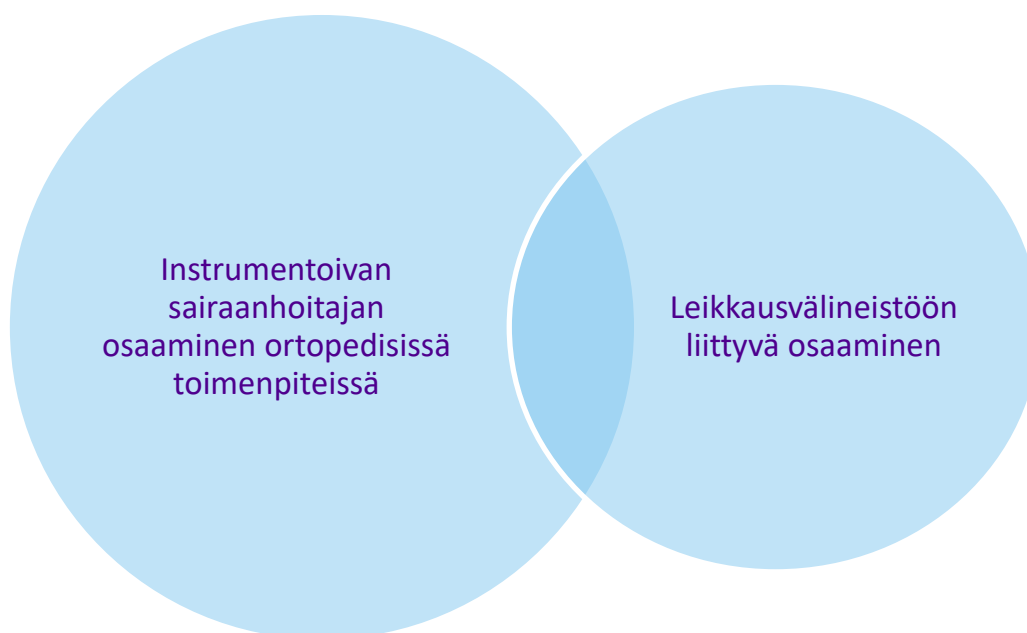 Instrumentoivan
sairaanhoitajan
osaaminen ortopedisissä
toimenpiteissä
Leikkausvälineistöön
liittyvä osaaminen